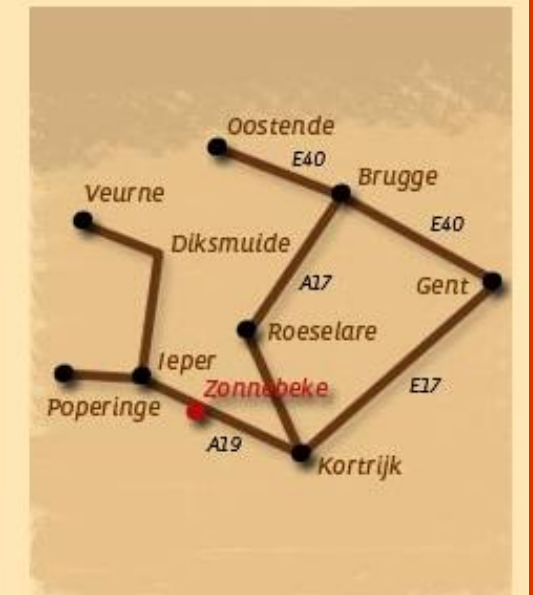 Oostende
E40
Brugge
Veurne
E40
Diksmuide
Gent
A17
Roeselare
Ieper
Zonnebeke
E17
Poperinge
A19
Kortrijk